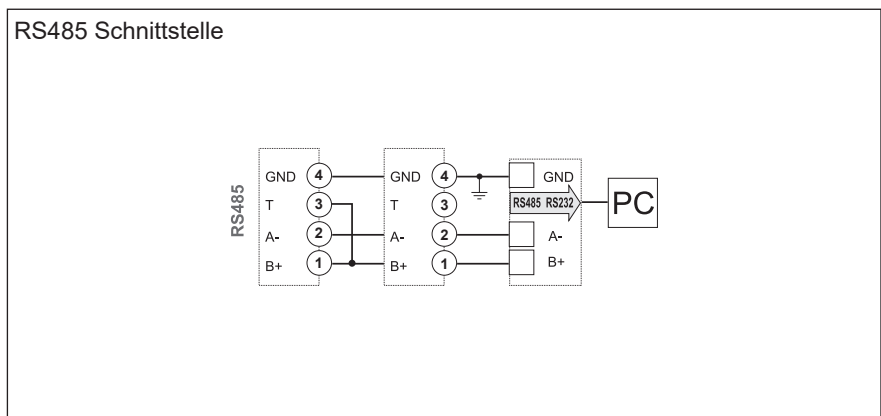 RS485 Schnittstelle
RS485
GND 4 GND 4 GND
T 3 T 3 RS485 RS232 PC
A- 2 A- 2 A-
B+ 1 B+ 1 B+